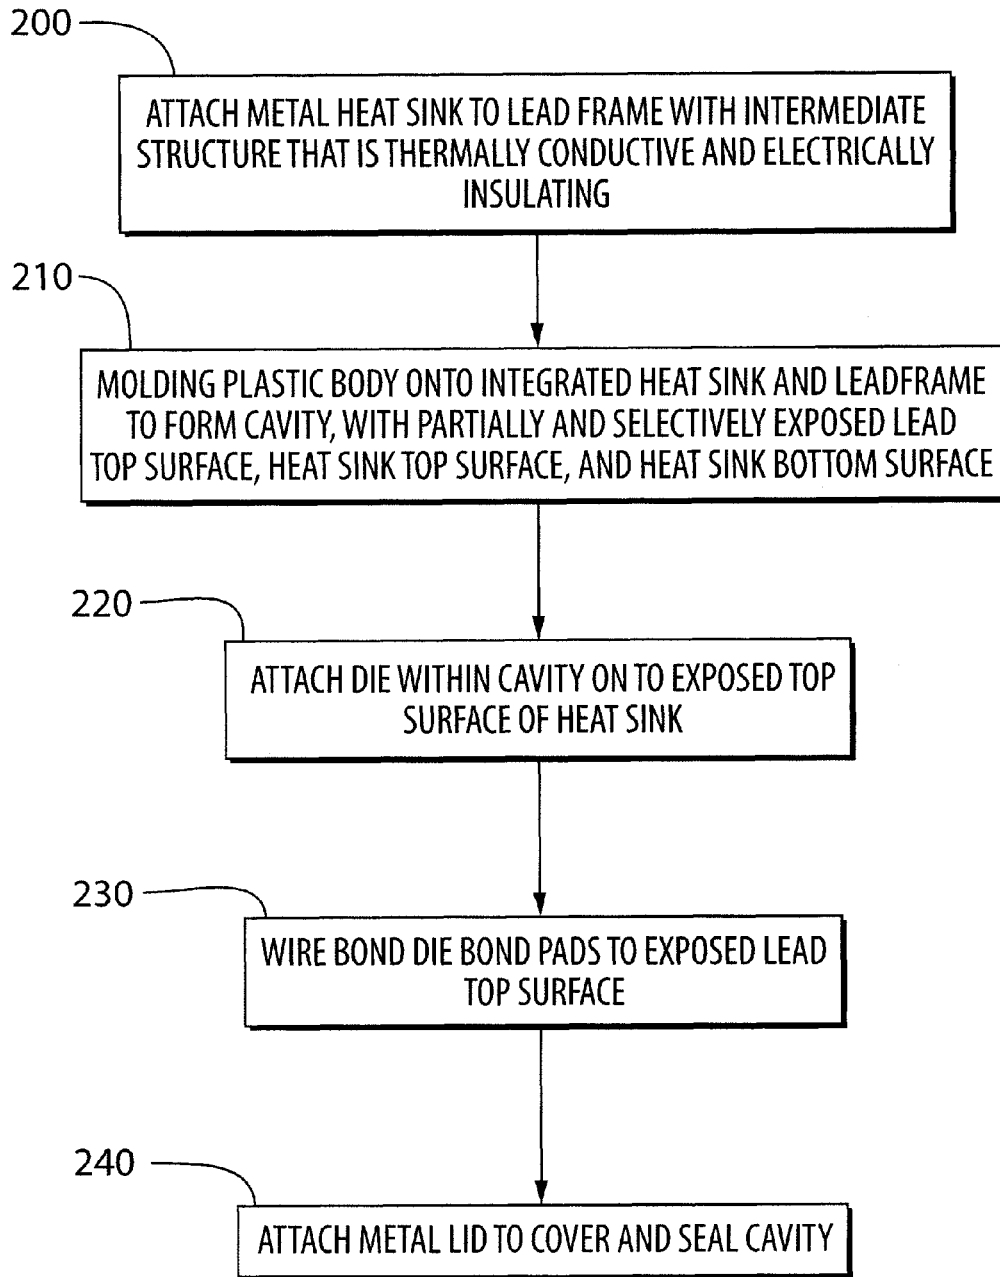 200
ATTACH METAL HEAT SINK TO LEAD FRAME WITH INTERMEDIATE
STRUCTURE THAT IS THERMALLY CONDUCTIVE AND ELECTRICALLY
INSULATING
210
MOLDING PLASTIC BODY ONTO INTEGRATED HEAT SINK AND LEADFRAME
TO FORM CAVITY, WITH PARTIALLY AND SELECTIVELY EXPOSED LEAD
TOP SURFACE, HEAT SINK TOP SURFACE, AND HEAT SINK BOTTOM SURFACE
220
ATTACH DIE WITHIN CAVITY ON TO EXPOSED TOP
SURFACE OF HEAT SINK
230
WIRE BOND DIE BOND PADS TO EXPOSED LEAD
TOP SURFACE
240
ATTACH METAL LID TO COVER AND SEAL CAVITY